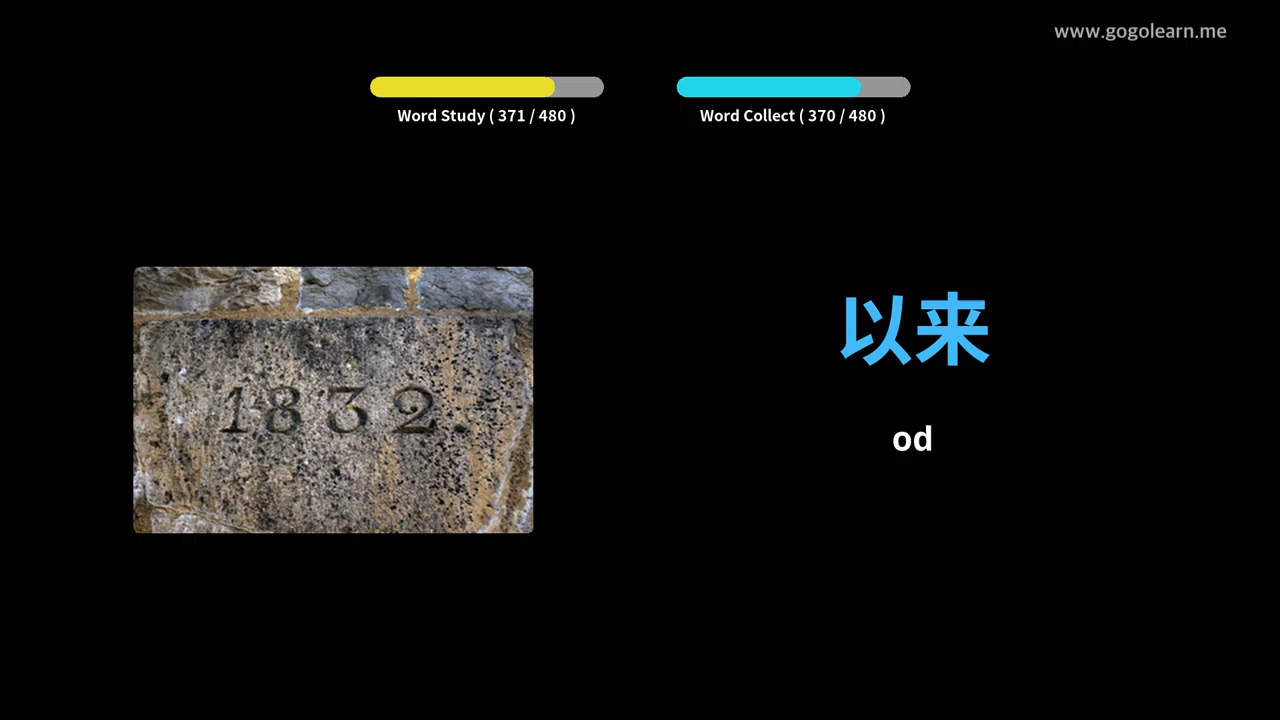 www.gogolearn.me
Word Study ( 371 / 480 )
Word Collect ( 370 / 480 )
1832.
以来
od